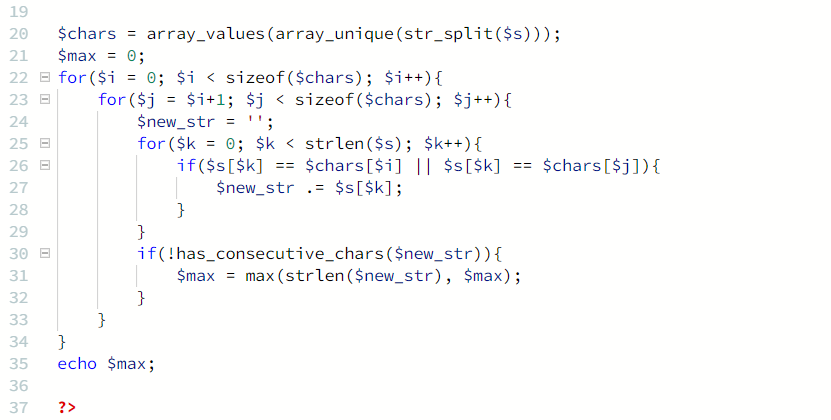 19
20 $chars = array_values(array_unique(str_split($s)));
21 $max = 0;
22 for($i = 0; $i < sizeof($chars); $i++){
23     for($j = $i+1; $j < sizeof($chars); $j++){
24         $new_str = '';
25         for($k = 0; $k < strlen($s); $k++){
26             if($s[$k] == $chars[$i] || $s[$k] == $chars[$j]){
27                 $new_str .= $s[$k];
28             }
29         }
30         if(!has_consecutive_chars($new_str)){
31             $max = max(strlen($new_str), $max);
32         }
33     }
34 }
35 echo $max;
36
37 ?>